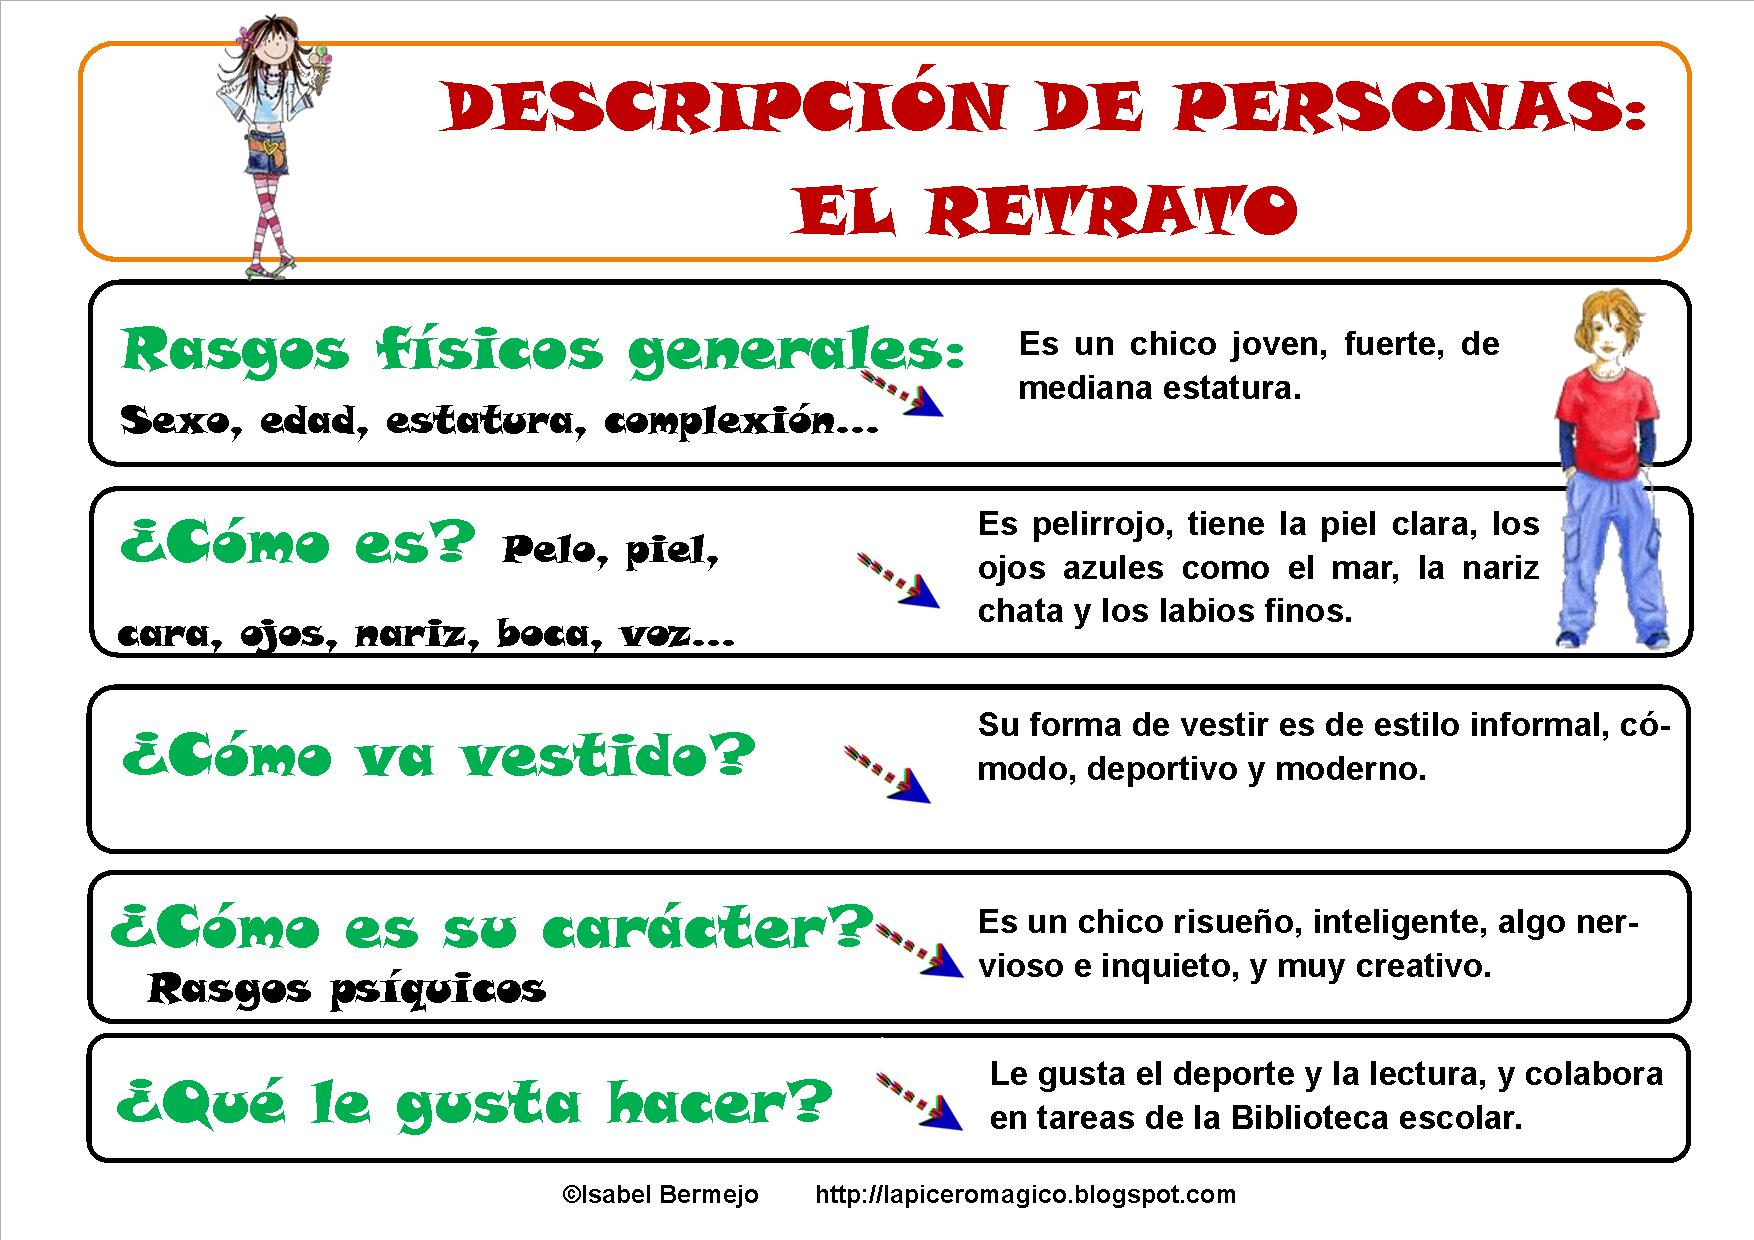 DESCRIPCIÓN DE PERSONAS:
EL RETRATO
Rasgos físicos generales:
Sexo, edad, estatura, complexión...
Es un chico joven, fuerte, de
mediana estatura.
¿Cómo es? Pelo, piel,
cara, ojos, nariz, boca, voz...
Es pelirrojo, tiene la piel clara, los
ojos azules como el mar, la nariz
chata y los labios finos.
¿Cómo va vestido?
Su forma de vestir es de estilo informal, có-
modo, deportivo y moderno.
¿Cómo es su carácter?
Rasgos psíquicos
Es un chico risueño, inteligente, algo ner-
vioso e inquieto, y muy creativo.
¿Qué le gusta hacer?
Le gusta el deporte y la lectura, y colabora
en tareas de la Biblioteca escolar.
©Isabel Bermejo http://lapiceromagico.blogspot.com